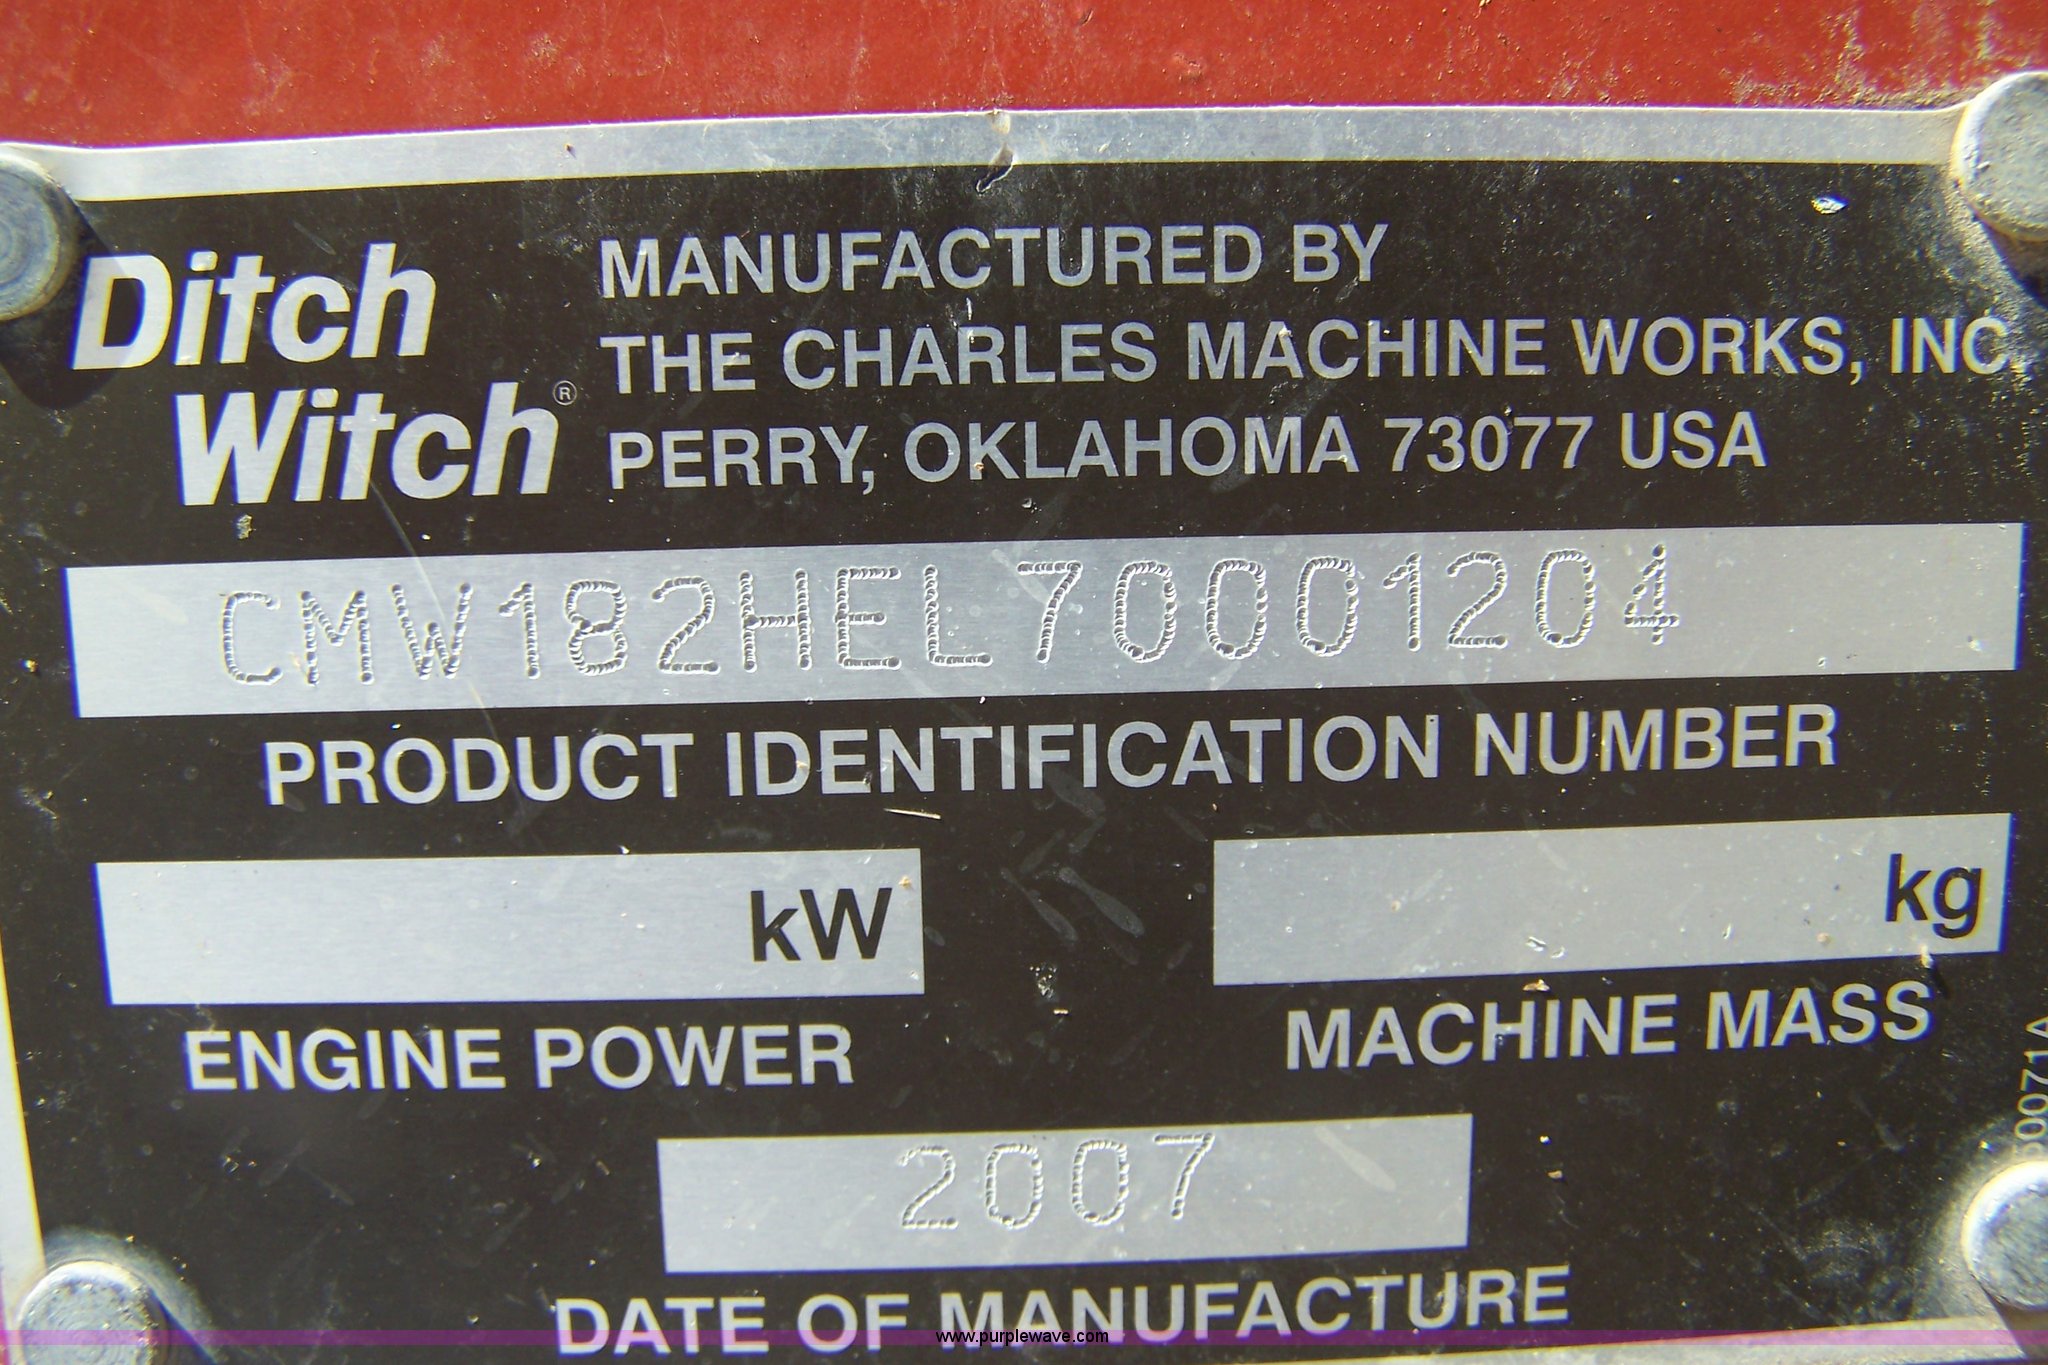 Ditch
Witch®
MANUFACTURED BY
THE CHARLES MACHINE WORKS, INC.
PERRY, OKLAHOMA 73077 USA
CMW182HEL70001204
PRODUCT IDENTIFICATION NUMBER
kW
ENGINE POWER
kg
MACHINE MASS
2007
DATE OF MANUFACTURE
www.purplewave.com